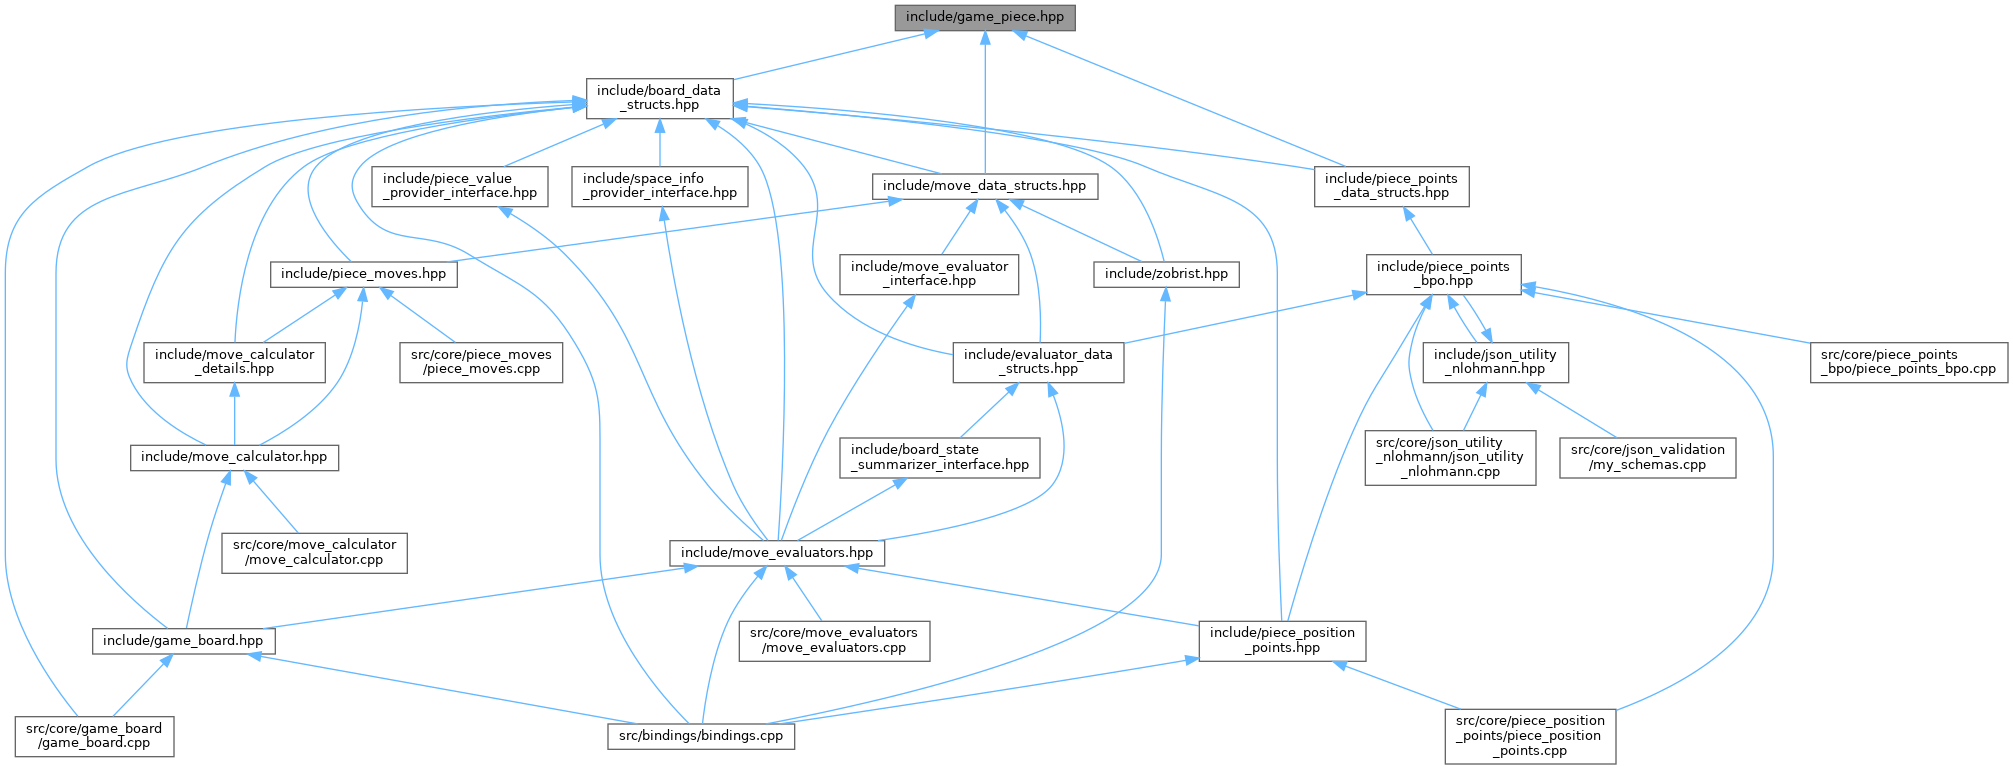 include/game_piece.hpp
include/board_data
_structs.hpp
include/piece_value
_provider_interface.hpp
include/space_info
_provider_interface.hpp
include/move_data_structs.hpp
include/piece_points
_data_structs.hpp
include/piece_moves.hpp
include/move_evaluator
_interface.hpp
include/zobrist.hpp
include/piece_points
_bpo.hpp
include/move_calculator
_details.hpp
src/core/piece_moves
/piece_moves.cpp
include/evaluator_data
_structs.hpp
include/json_utility
_nlohmann.hpp
src/core/piece_points
_bpo/piece_points_bpo.cpp
include/move_calculator.hpp
include/board_state
_summarizer_interface.hpp
src/core/json_utility
_nlohmann/json_utility
_nlohmann.cpp
src/core/json_validation
/my_schemas.cpp
src/core/move_calculator
/move_calculator.cpp
include/move_evaluators.hpp
include/game_board.hpp
src/core/move_evaluators
/move_evaluators.cpp
include/piece_position
_points.hpp
src/core/game_board
/game_board.cpp
src/bindings/bindings.cpp
src/core/piece_position
_points/piece_position
_points.cpp